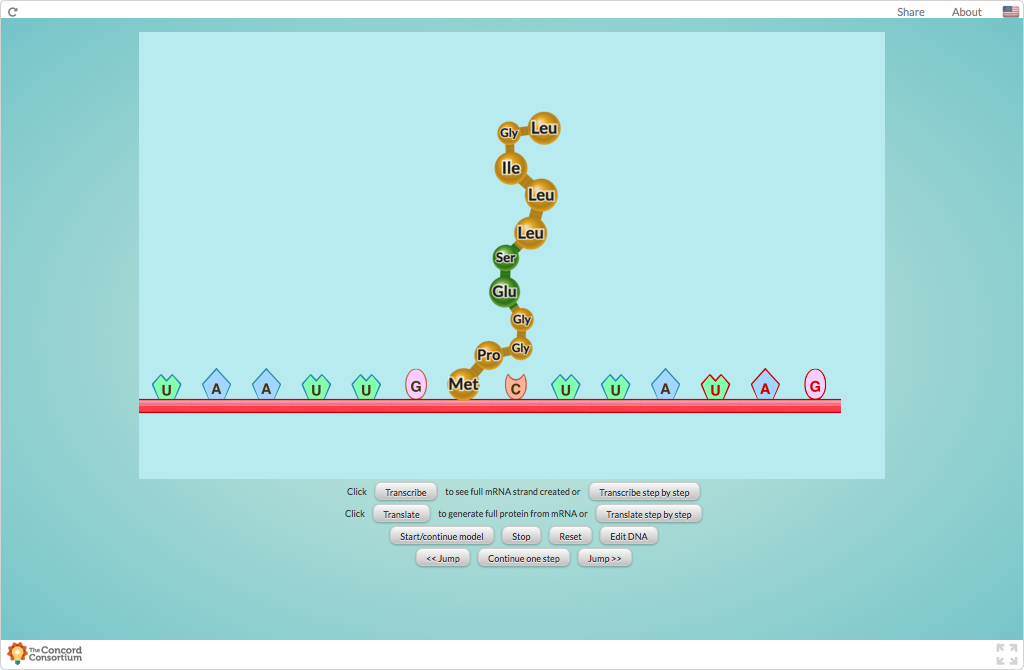 Share About
Gly Leu
Ile
Leu
Leu
Ser
Glu
Gly
Pro Gly
U A A U U G Met C U U A U A G
Click Transcribe to see full mRNA strand created or Transcribe step by step
Click Translate to generate full protein from mRNA or Translate step by step
Start/continue model Stop Reset Edit DNA
<< Jump Continue one step Jump >>
The Concord
Consortium